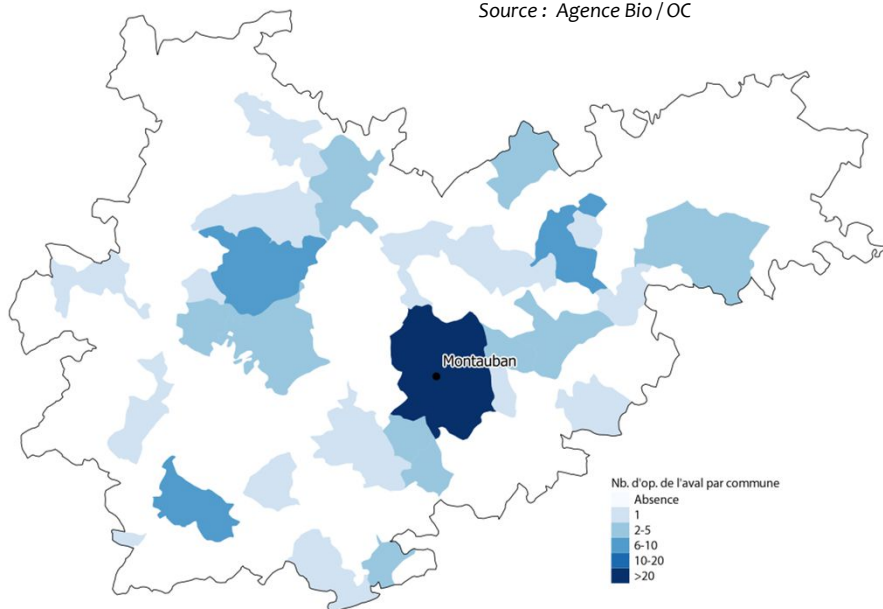 Source : Agence Bio / OC
Montauban
Nb. d'op. de l'aval par commune
Absence
1
2-5
6-10
10-20
>20